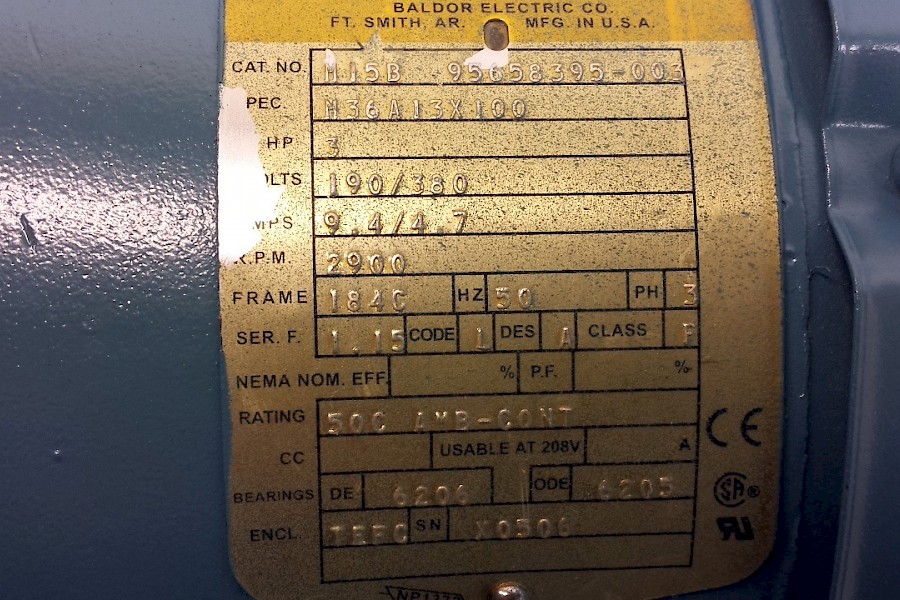 BALDOR ELECTRIC CO.
FT. SMITH, AR. MFG. IN U.S.A.
CAT. NO. M15B 95658395-003
PEC. M36A13X100
HP 3
OLTS 190/380
MPS 9.4/4.7
R.P.M 2900
FRAME 184C HZ 50 PH 3
SER. F. 1.15 CODE L DES A CLASS F
NEMA NOM. EFF. % P.F. %
RATING 50C AMB-CONT
CC USABLE AT 208V A
BEARINGS DE 6206 ODE 6205
ENCL. TEFC SN X0506
CE
SA ®
NP1277